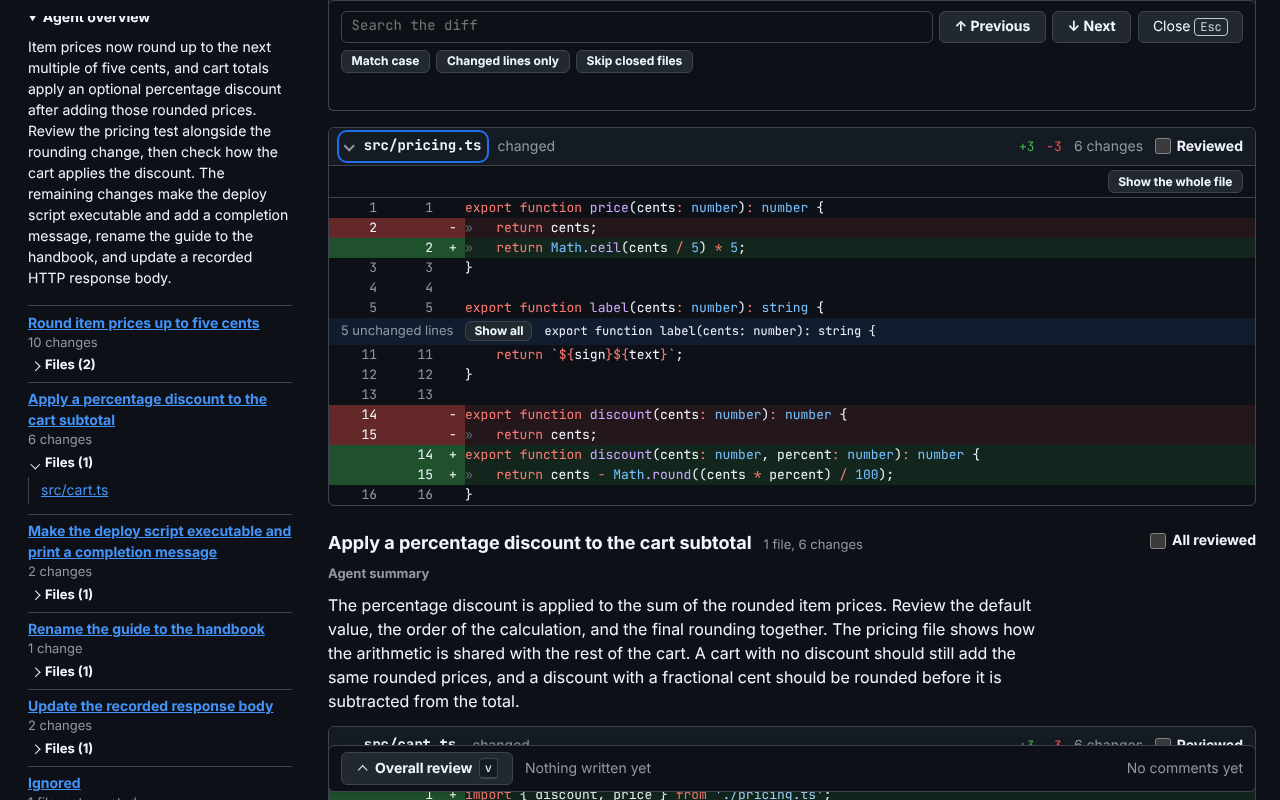 ▾ Agent overview
Item prices now round up to the next
multiple of five cents, and cart totals
apply an optional percentage discount
after adding those rounded prices.
Review the pricing test alongside the
rounding change, then check how the
cart applies the discount. The
remaining changes make the deploy
script executable and add a completion
message, rename the guide to the
handbook, and update a recorded
HTTP response body.
Round item prices up to five cents
10 changes
Files (2)
Apply a percentage discount to the
cart subtotal
6 changes
Files (1)
src/cart.ts
Make the deploy script executable and
print a completion message
2 changes
Files (1)
Rename the guide to the handbook
1 change
Files (1)
Update the recorded response body
2 changes
Files (1)
Ignored
Search the diff
↑ Previous
↓ Next
Close Esc
Match case
Changed lines only
Skip closed files
src/pricing.ts changed +3 -3 6 changes Reviewed
Show the whole file
1 1 export function price(cents: number): number {
2 - » return cents;
2 + » return Math.ceil(cents / 5) * 5;
3 3 }
4 4
5 5 export function label(cents: number): string {
5 unchanged lines Show all export function label(cents: number): string {
11 11 return `${sign}${text}`;
12 12 }
13 13
14 - export function discount(cents: number): number {
15 - » return cents;
14 + export function discount(cents: number, percent: number): number {
15 + » return cents - Math.round((cents * percent) / 100);
16 16 }
Apply a percentage discount to the cart subtotal 1 file, 6 changes All reviewed
Agent summary
The percentage discount is applied to the sum of the rounded item prices. Review the default
value, the order of the calculation, and the final rounding together. The pricing file shows how
the arithmetic is shared with the rest of the cart. A cart with no discount should still add the
same rounded prices, and a discount with a fractional cent should be rounded before it is
subtracted from the total.
src/cart.ts changed +3 -3 6 changes Reviewed
Overall review v Nothing written yet No comments yet
1 + import { discount, price } from './pricing.ts';